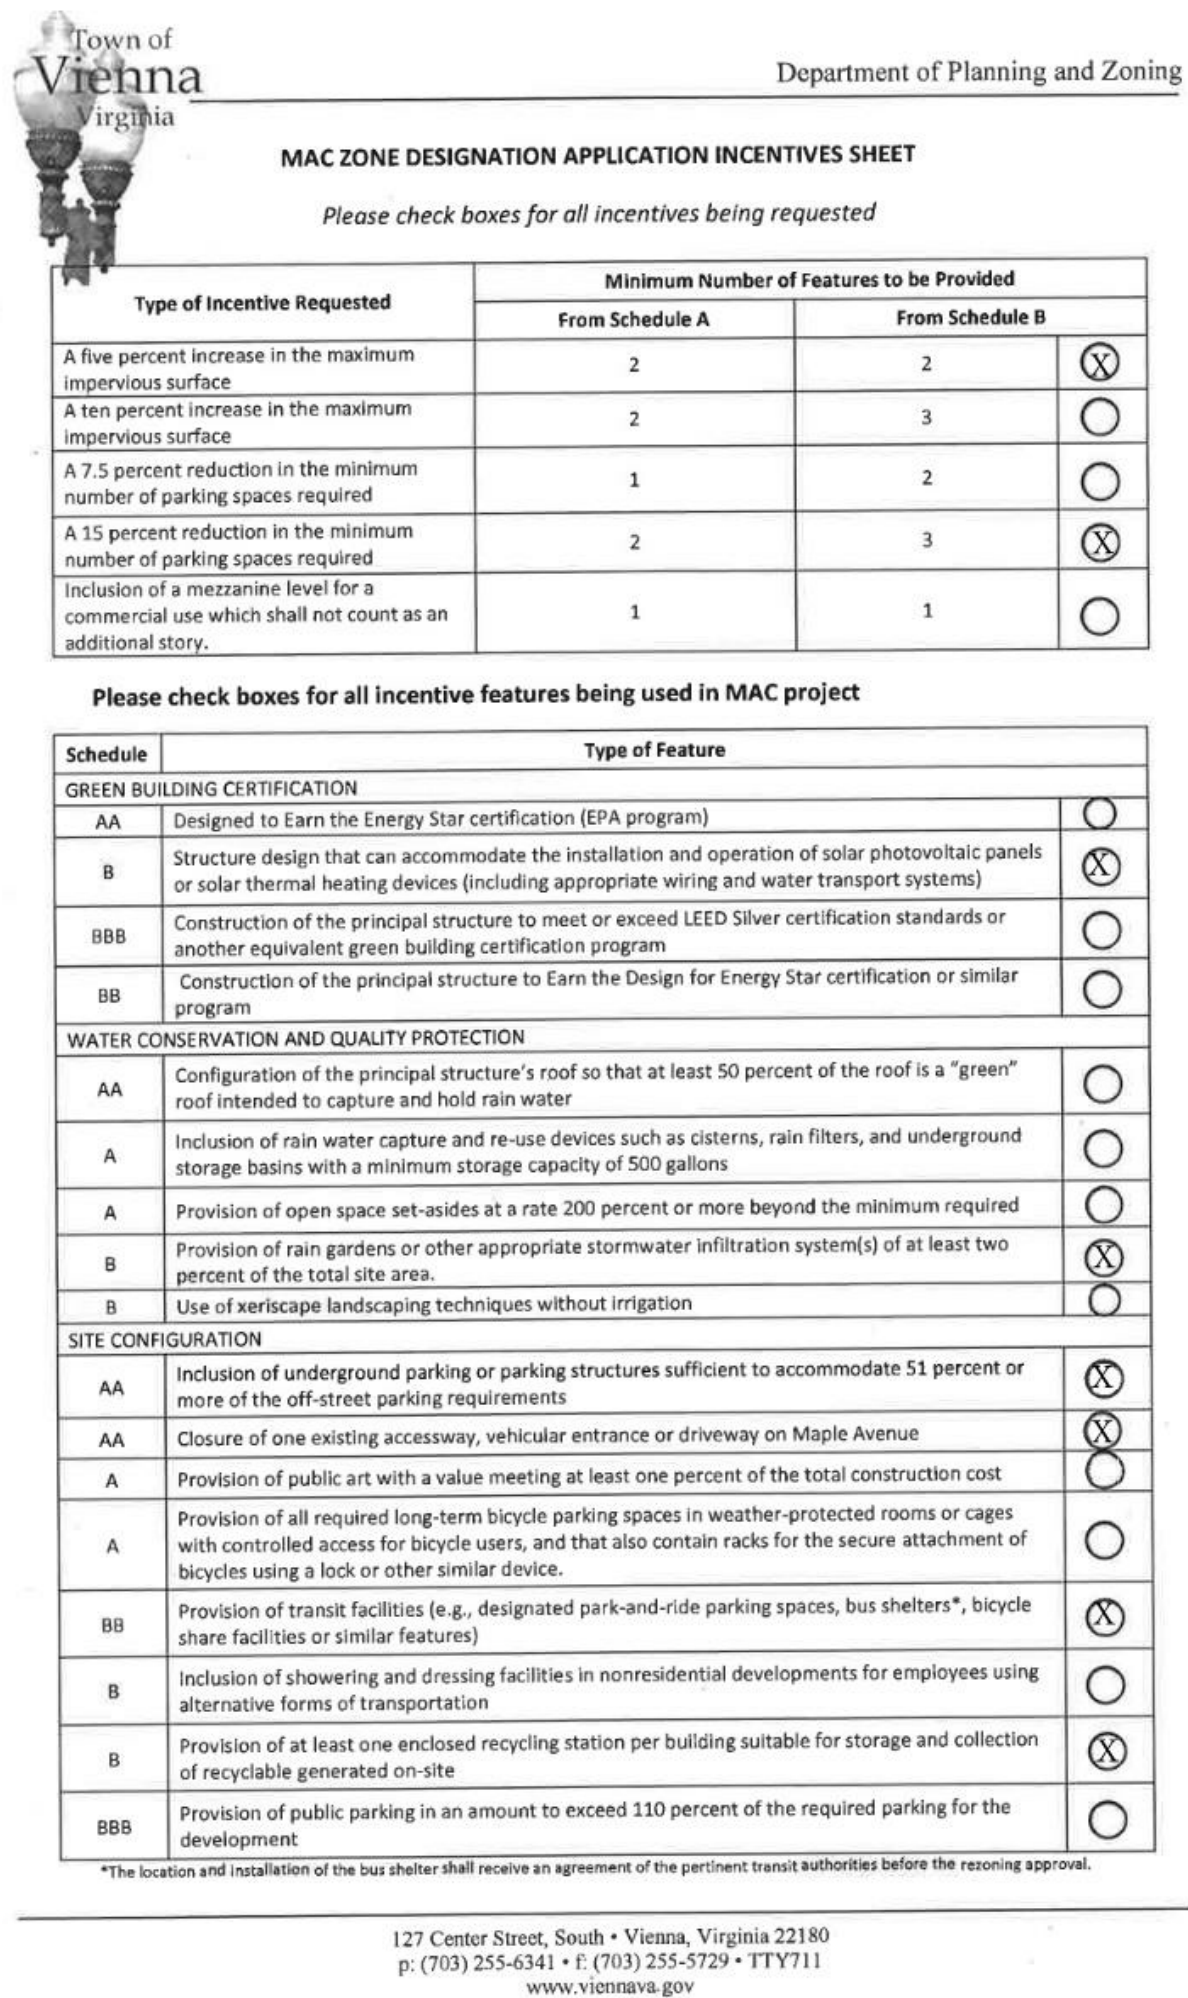 Town of
Vienna
Virginia
Department of Planning and Zoning
MAC ZONE DESIGNATION APPLICATION INCENTIVES SHEET
Please check boxes for all incentives being requested
Type of Incentive Requested
Minimum Number of Features to be Provided
From Schedule A
From Schedule B
A five percent increase in the maximum
impervious surface
2
2
X
A ten percent increase in the maximum
impervious surface
2
3
A 7.5 percent reduction in the minimum
number of parking spaces required
1
2
A 15 percent reduction in the minimum
number of parking spaces required
2
3
X
Inclusion of a mezzanine level for a
commercial use which shall not count as an
additional story.
1
1
Please check boxes for all incentive features being used in MAC project
Schedule
Type of Feature
GREEN BUILDING CERTIFICATION
AA
Designed to Earn the Energy Star certification (EPA program)
B
Structure design that can accommodate the installation and operation of solar photovoltaic panels
or solar thermal heating devices (including appropriate wiring and water transport systems)
X
BBB
Construction of the principal structure to meet or exceed LEED Silver certification standards or
another equivalent green building certification program
BB
Construction of the principal structure to Earn the Design for Energy Star certification or similar
program
WATER CONSERVATION AND QUALITY PROTECTION
AA
Configuration of the principal structure's roof so that at least 50 percent of the roof is a "green"
roof intended to capture and hold rain water
A
Inclusion of rain water capture and re-use devices such as cisterns, rain filters, and underground
storage basins with a minimum storage capacity of 500 gallons
A
Provision of open space set-asides at a rate 200 percent or more beyond the minimum required
B
Provision of rain gardens or other appropriate stormwater infiltration system(s) of at least two
percent of the total site area.
X
B
Use of xeriscape landscaping techniques without irrigation
SITE CONFIGURATION
AA
Inclusion of underground parking or parking structures sufficient to accommodate 51 percent or
more of the off-street parking requirements
X
AA
Closure of one existing accessway, vehicular entrance or driveway on Maple Avenue
X
A
Provision of public art with a value meeting at least one percent of the total construction cost
A
Provision of all required long-term bicycle parking spaces in weather-protected rooms or cages
with controlled access for bicycle users, and that also contain racks for the secure attachment of
bicycles using a lock or other similar device.
BB
Provision of transit facilities (e.g., designated park-and-ride parking spaces, bus shelters*, bicycle
share facilities or similar features)
X
B
Inclusion of showering and dressing facilities in nonresidential developments for employees using
alternative forms of transportation
B
Provision of at least one enclosed recycling station per building suitable for storage and collection
of recyclable generated on-site
X
BBB
Provision of public parking in an amount to exceed 110 percent of the required parking for the
development
*The location and installation of the bus shelter shall receive an agreement of the pertinent transit authorities before the rezoning approval.
127 Center Street, South • Vienna, Virginia 22180
p: (703) 255-6341 • f: (703) 255-5729 • TTY711
www.viennava.gov